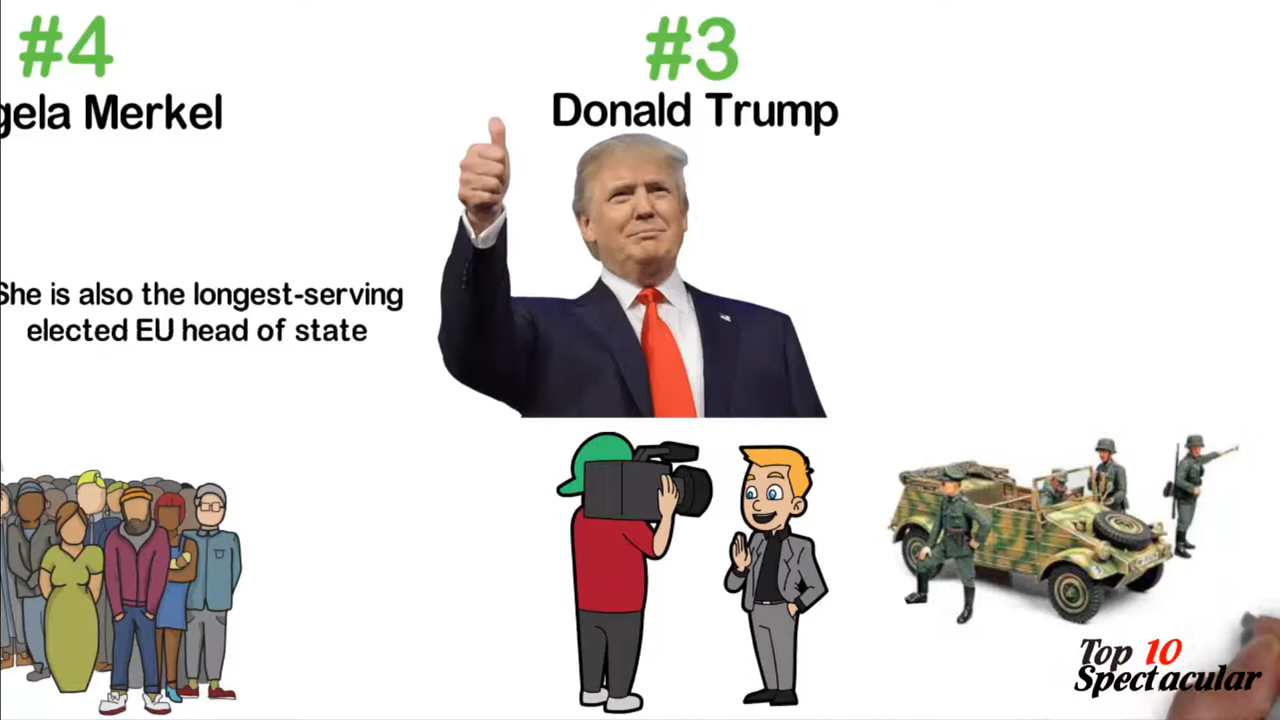 #4
gela Merkel
She is also the longest-serving
elected EU head of state
#3
Donald Trump
Top 10
Spectacular